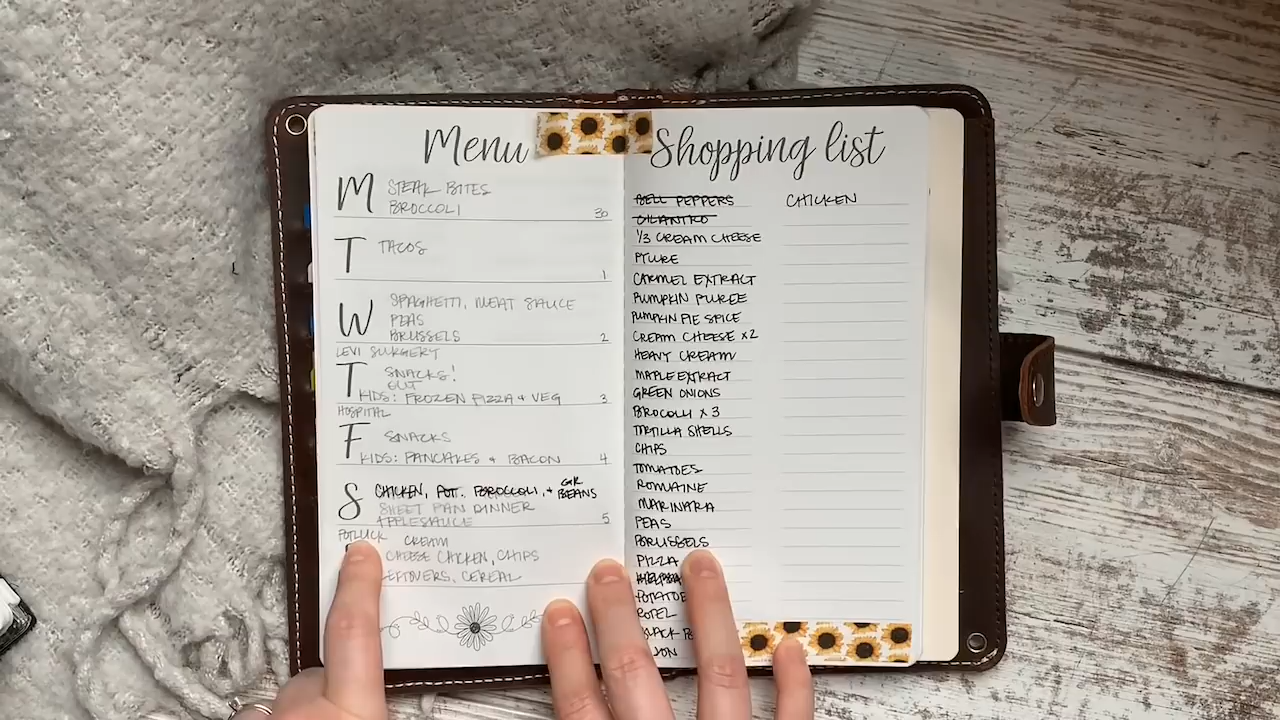 Menu
M
STEAK BITES
BROCCOLI
30
T
TACOS
1
W
SPAGHETTI, MEAT SAUCE
PEAS
BRUSSELS
2
LEVI SURGERY
T
SNACKS!
OUT
KIDS: FROZEN PIZZA + VEG
3
HOSPITAL
F
SNACKS
KIDS: PANCAKES + BACON
4
S
CHICKEN, POT. BROCCOLI, + GR BEANS
SHEET PAN DINNER
APPLESAUCE
5
POTLUCK CREAM
CHEESE CHICKEN, CHIPS
LEFTOVERS, CEREAL
Shopping list
BELL PEPPERS
CILANTRO
1/3 CREAM CHEESE
CARMEL EXTRACT
PUMPKIN PUREE
PUMPKIN PIE SPICE
CREAM CHEESE x2
HEAVY CREAM
MAPLE EXTRACT
GREEN ONIONS
BROCOLLI x3
TORTILLA SHELLS
CHIPS
TOMATOES
ROMAINE
MARINARA
PEAS
BRUSSELS
PIZZA
ROTEL
CHICKEN